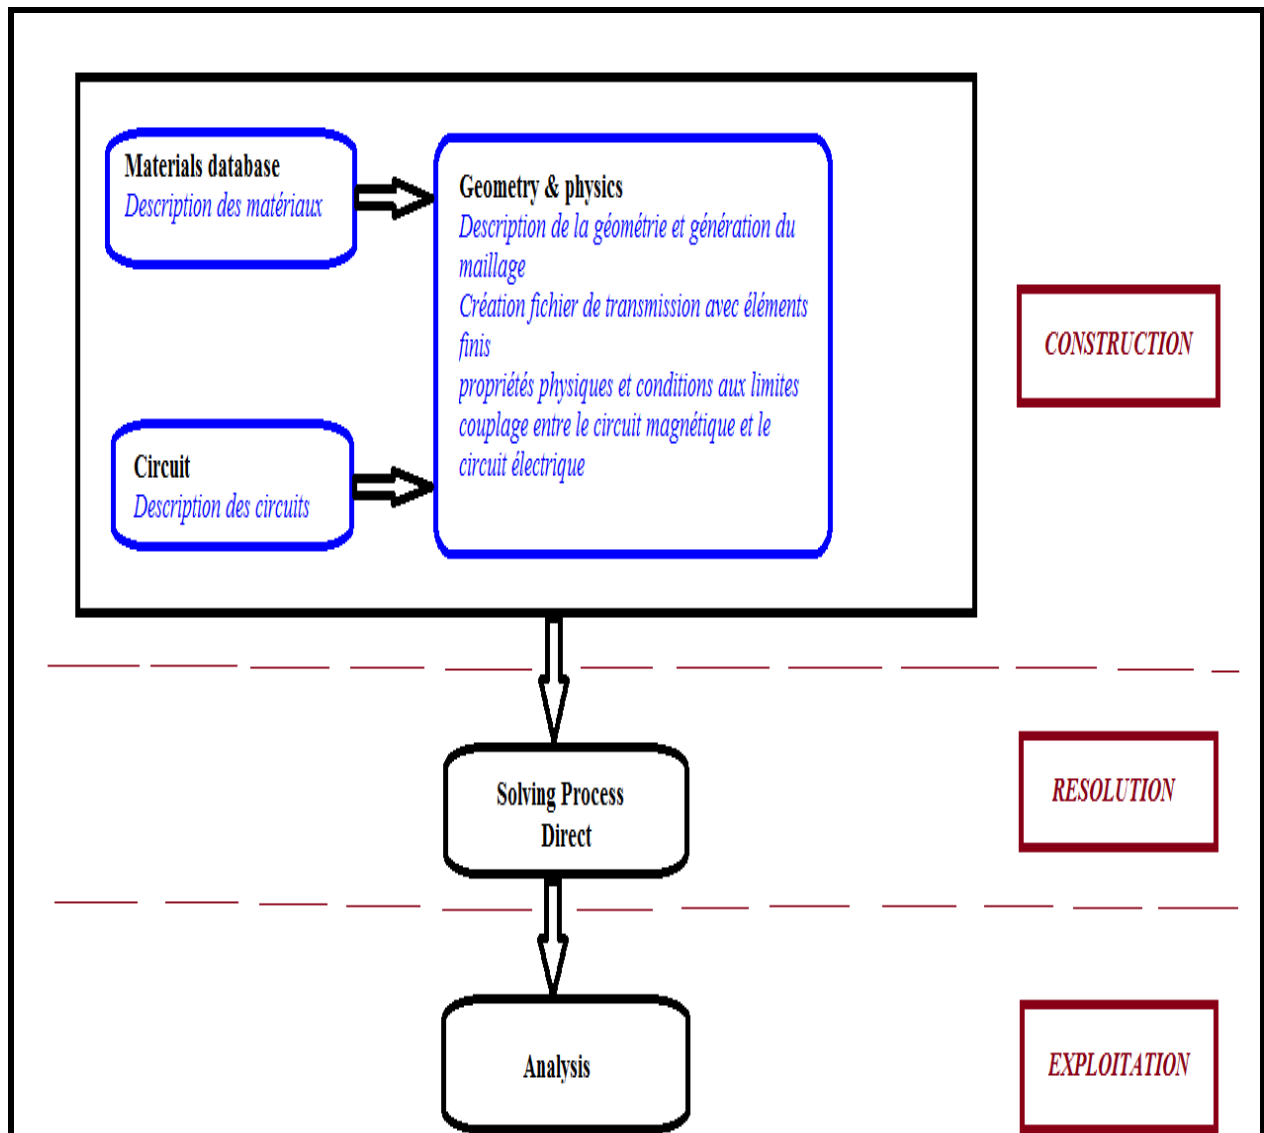 Materials database
Description des matériaux
Geometry & physics
Description de la géométrie et génération du
maillage
Création fichier de transmission avec éléments
finis
propriétés physiques et conditions aux limites
couplage entre le circuit magnétique et le
circuit électrique
Circuit
Description des circuits
CONSTRUCTION
Solving Process
Direct
RESOLUTION
Analysis
EXPLOITATION